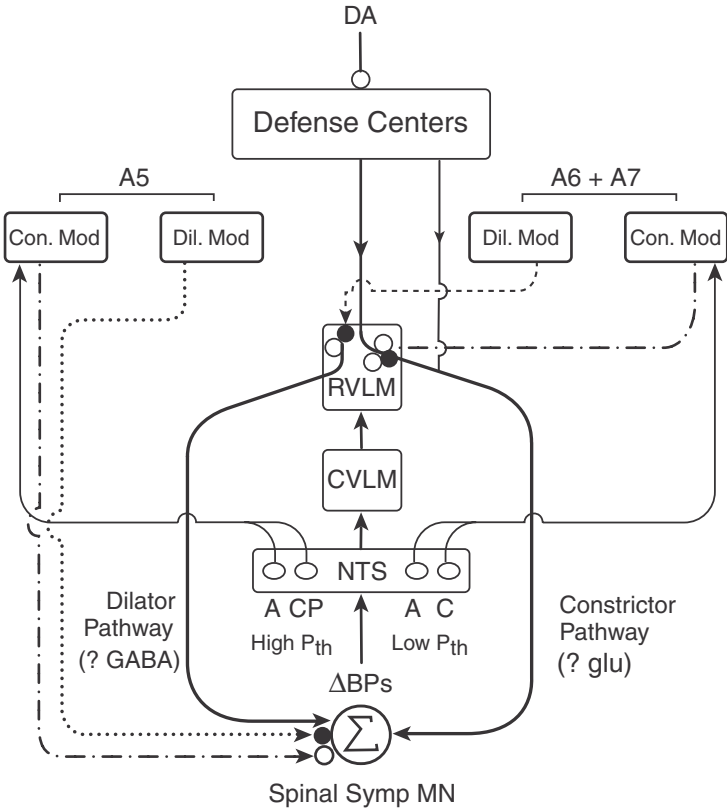 DA
Defense Centers
A5
A6 + A7
Con. Mod
Dil. Mod
Dil. Mod
Con. Mod
RVLM
CVLM
NTS
A CP
A C
High Pth
Low Pth
Dilator
Pathway
(? GABA)
Constrictor
Pathway
(? glu)
ΔBPs
Σ
Spinal Symp MN